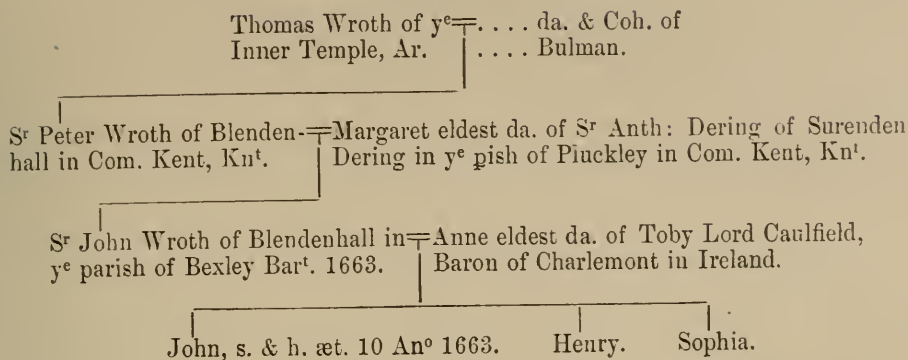 Thomas Wroth of yᵉ .... da. & Coh. of
Inner Temple, Ar. .... Bulman.
Sʳ Peter Wroth of Blenden- Margaret eldest da. of Sʳ Anth: Dering of Surenden
hall in Com. Kent, Knᵗ. Dering in yᵉ pish of Pluckley in Com. Kent, Knᵗ.
Sʳ John Wroth of Blendenhall in Anne eldest da. of Toby Lord Caulfield,
yᵉ parish of Bexley Barᵗ. 1663. Baron of Charlemont in Ireland.
John, s. & h. æt. 10 Anº 1663. Henry. Sophia.